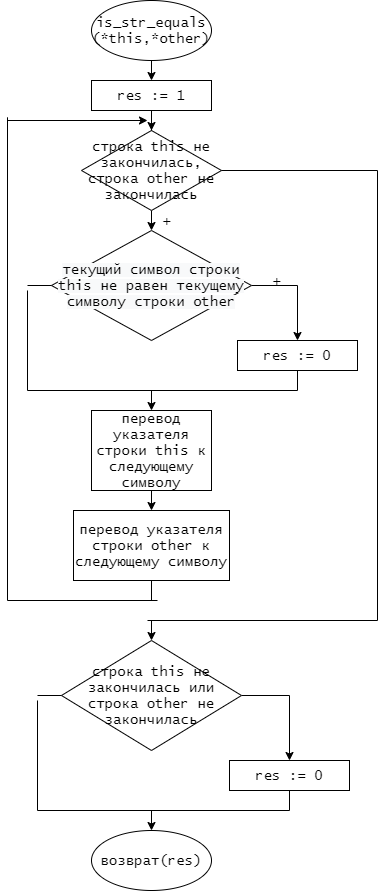 is_str_equals
(*this,*other)
res := 1
строка this не
закончилась,
строка other не
закончилась
+
текущий символ строки
this не равен текущему
символу строки other
+
res := 0
перевод
указателя
строки this к
следующему
символу
перевод указателя
строки other к
следующему символу
строка this не
закончилась или
строка other не
закончилась
res := 0
возврат(res)